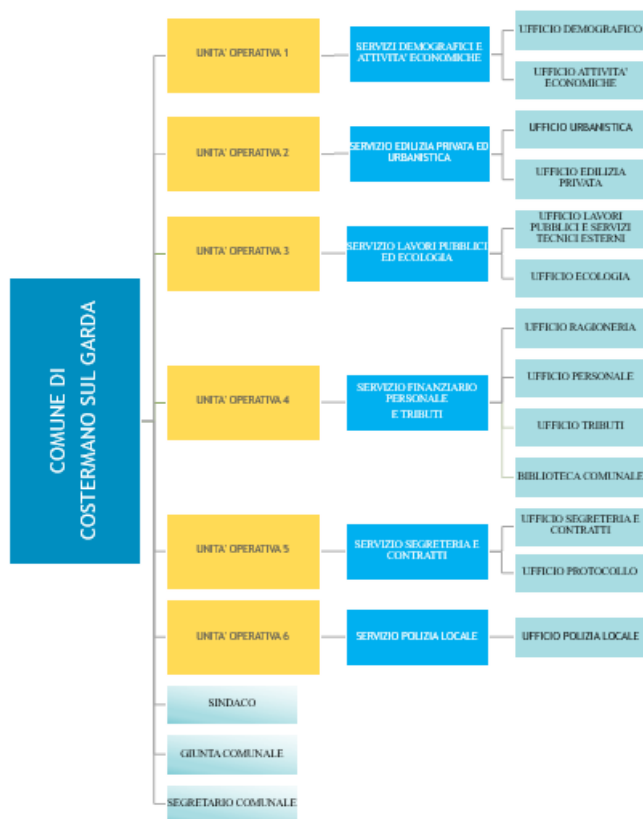 COMUNE DI
COSTERMANO SUL GARDA
UNITA' OPERATIVA 1
SERVIZI DEMOGRAFICI E
ATTIVITA' ECONOMICHE
UFFICIO DEMOGRAFICO
UFFICIO ATTIVITA'
ECONOMICHE
UNITA' OPERATIVA 2
SERVIZIO EDILIZIA PRIVATA ED
URBANISTICA
UFFICIO URBANISTICA
UFFICIO EDILIZIA
PRIVATA
UNITA' OPERATIVA 3
SERVIZIO LAVORI PUBBLICI
ED ECOLOGIA
UFFICIO LAVORI
PUBBLICI E SERVIZI
TECNICI ESTERNI
UFFICIO ECOLOGIA
UNITA' OPERATIVA 4
SERVIZIO FINANZIARIO
PERSONALE
E TRIBUTI
UFFICIO RAGIONERIA
UFFICIO PERSONALE
UFFICIO TRIBUTI
BIBLIOTECA COMUNALE
UNITA' OPERATIVA 5
SERVIZIO SEGRETERIA E
CONTRATTI
UFFICIO SEGRETERIA E
CONTRATTI
UFFICIO PROTOCOLLO
UNITA' OPERATIVA 6
SERVIZIO POLIZIA LOCALE
UFFICIO POLIZIA LOCALE
SINDACO
GIUNTA COMUNALE
SEGRETARIO COMUNALE